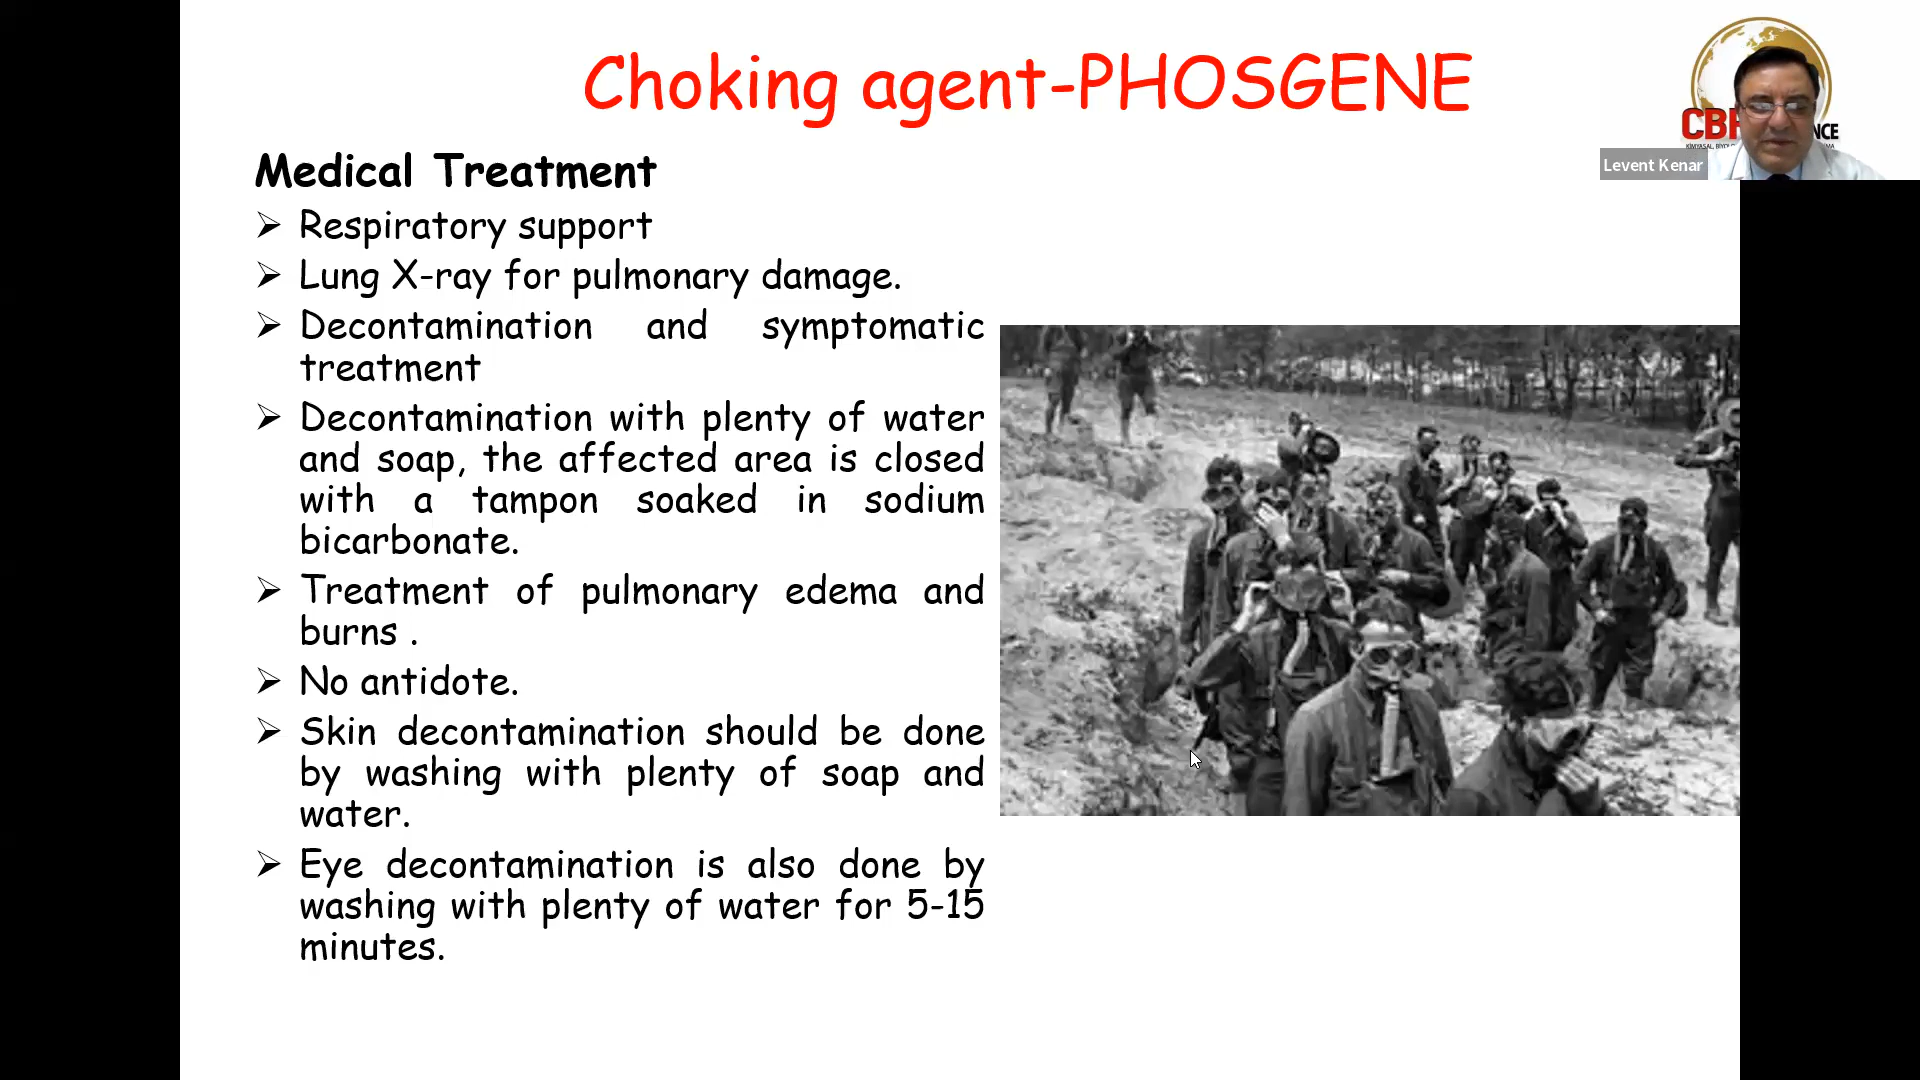 Choking agent-PHOSGENE
Medical Treatment
➢ Respiratory support
➢ Lung X-ray for pulmonary damage.
➢ Decontamination and symptomatic
treatment
➢ Decontamination with plenty of water
and soap, the affected area is closed
with a tampon soaked in sodium
bicarbonate.
➢ Treatment of pulmonary edema and
burns .
➢ No antidote.
➢ Skin decontamination should be done
by washing with plenty of soap and
water.
➢ Eye decontamination is also done by
washing with plenty of water for 5-15
minutes.
Levent Kenar